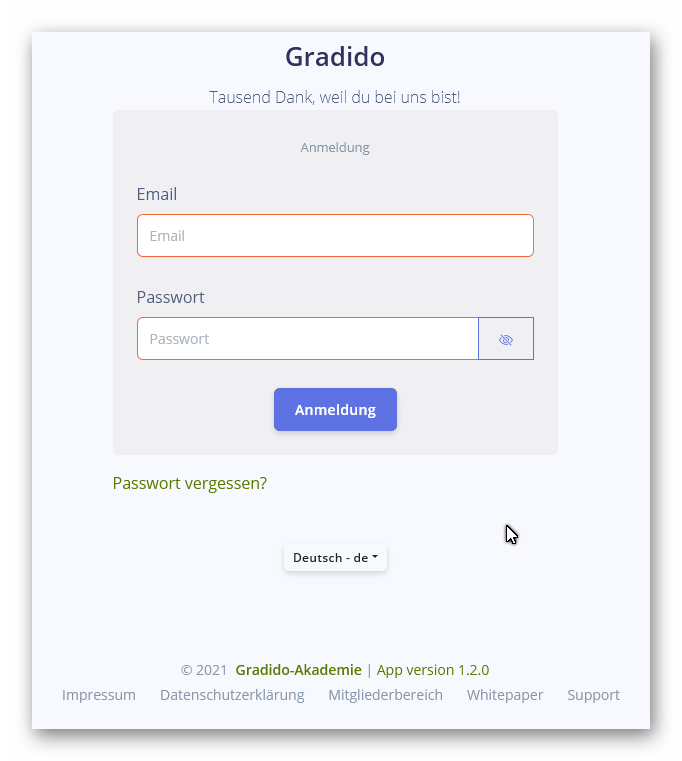 Gradido
Tausend Dank, weil du bei uns bist!
Anmeldung
Email
Email
Passwort
Passwort
Anmeldung
Passwort vergessen?
Deutsch - de
© 2021 Gradido-Akademie | App version 1.2.0
Impressum Datenschutzerklärung Mitgliederbereich Whitepaper Support